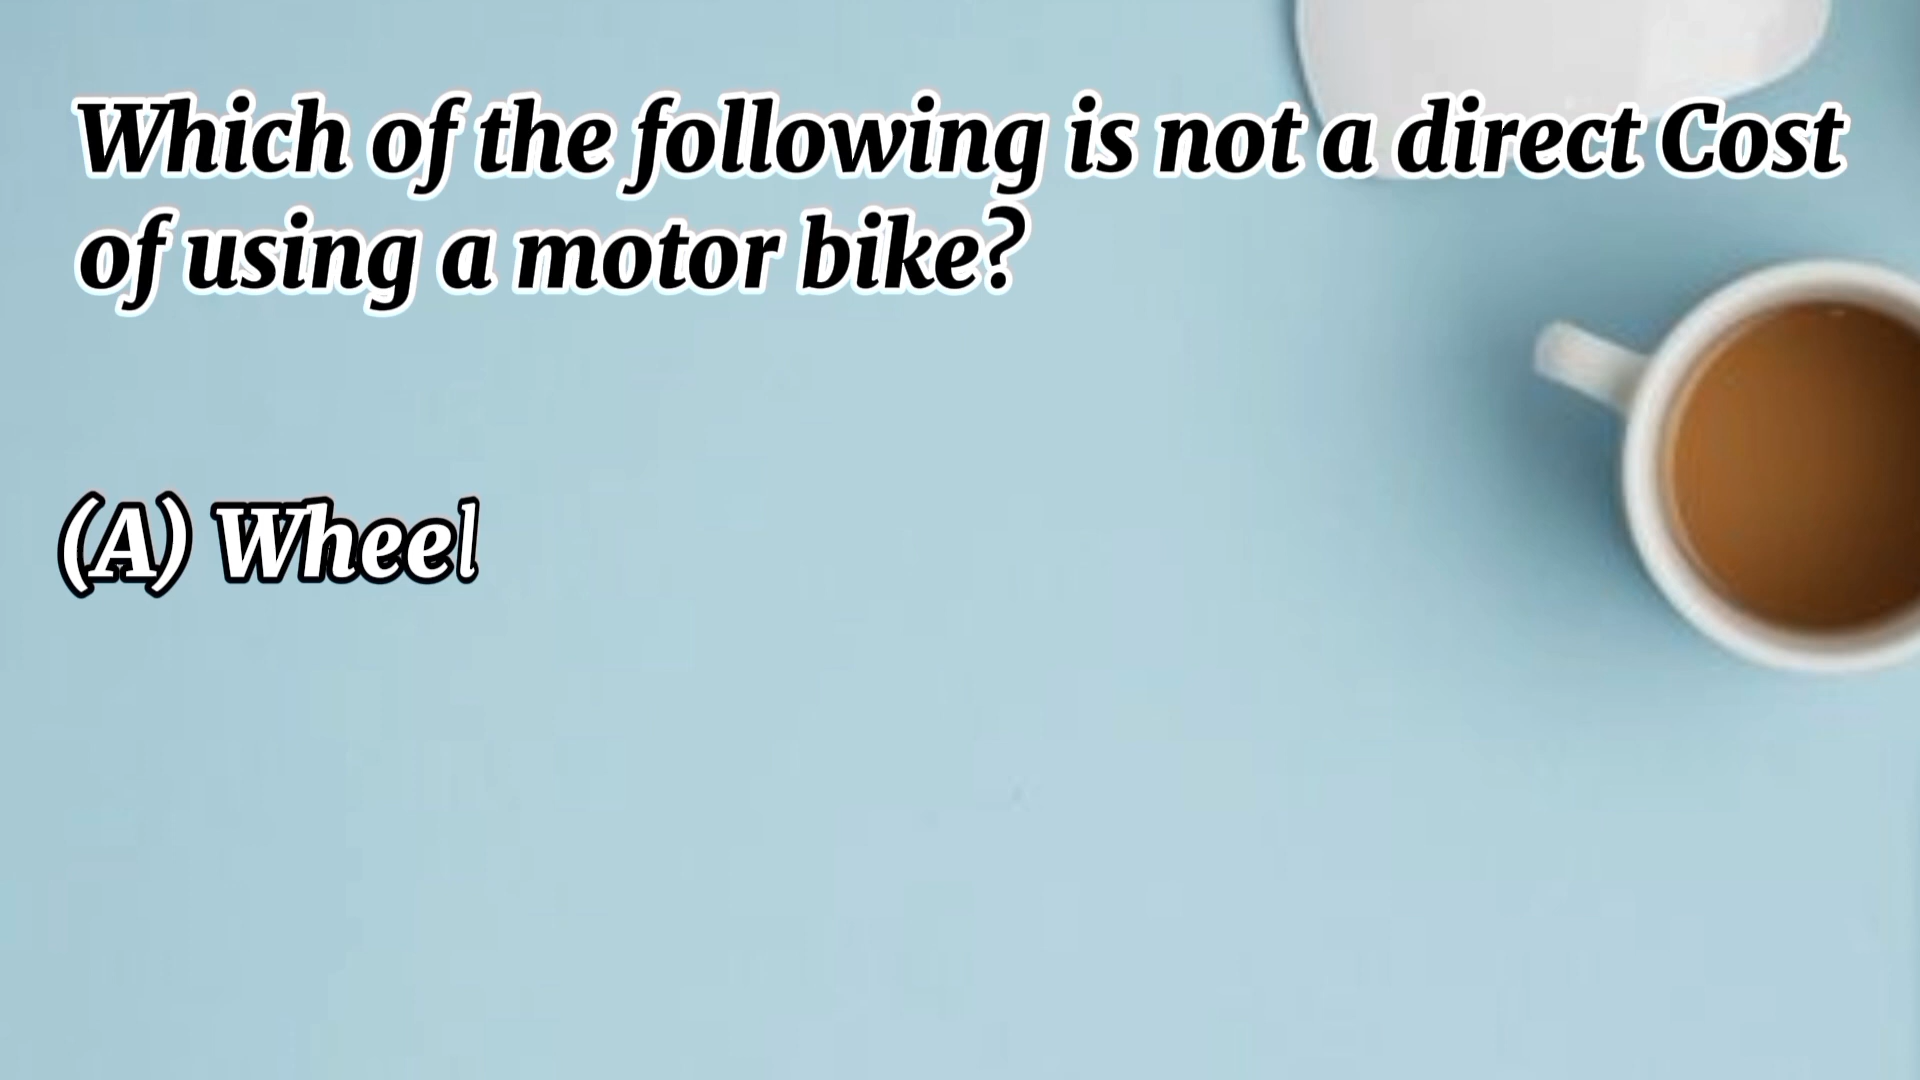 Which of the following is not a direct Cost
of using a motor bike?
(A) Wheel